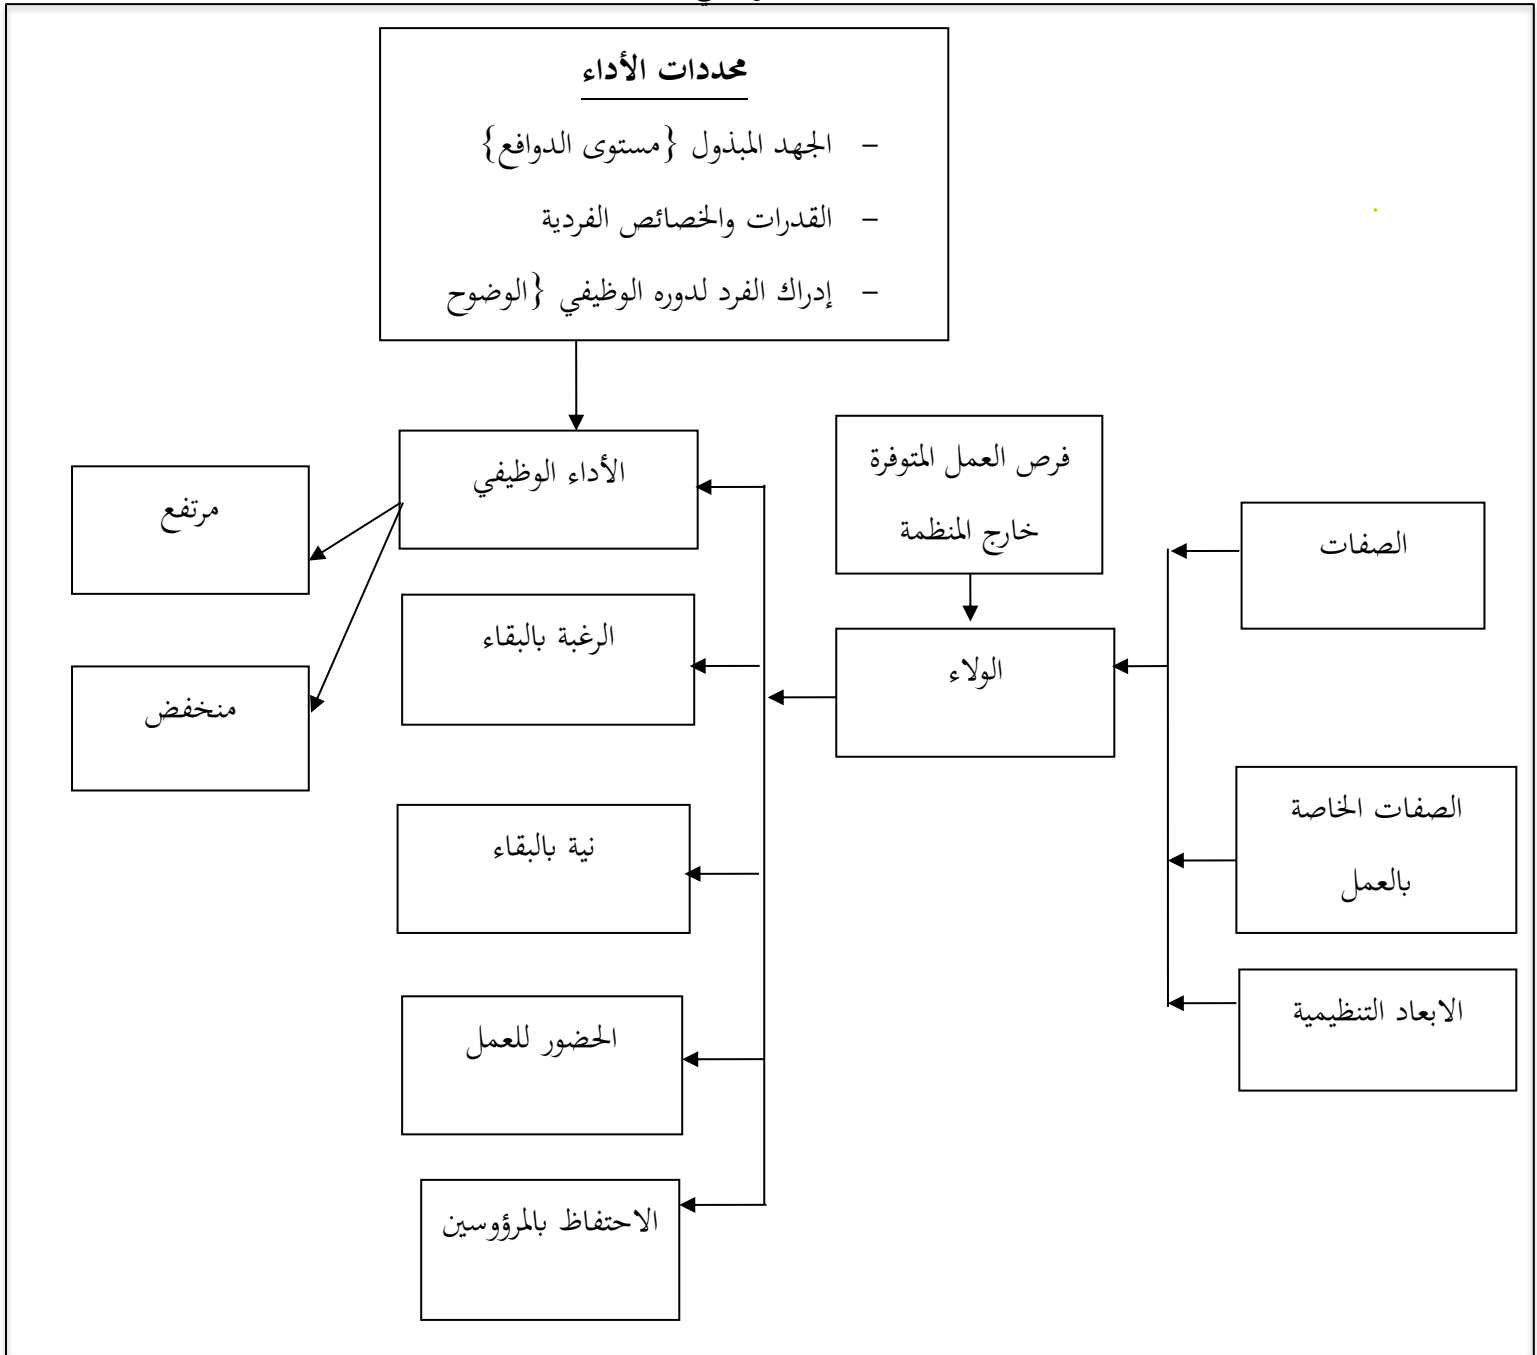 محددات الأداء
- الجهد المبذول {مستوى الدوافع}
- القدرات والخصائص الفردية
- إدراك الفرد لدوره الوظيفي {الوضوح
فرص العمل المتوفرة
خارج المنظمة
الأداء الوظيفي
مرتفع
الصفات
الرغبة بالبقاء
الولاء
منخفض
الصفات الخاصة
بالعمل
نية بالبقاء
الابعاد التنظيمية
الحضور للعمل
الاحتفاظ بالمرؤوسين